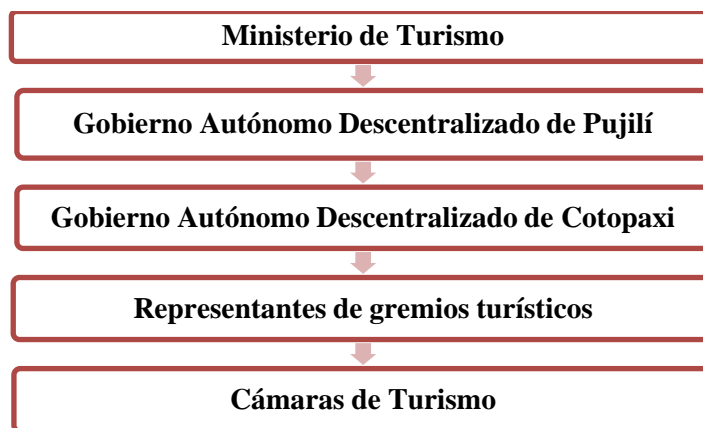 Ministerio de Turismo
Gobierno Autónomo Descentralizado de Pujilí
Gobierno Autónomo Descentralizado de Cotopaxi
Representantes de gremios turísticos
Cámaras de Turismo